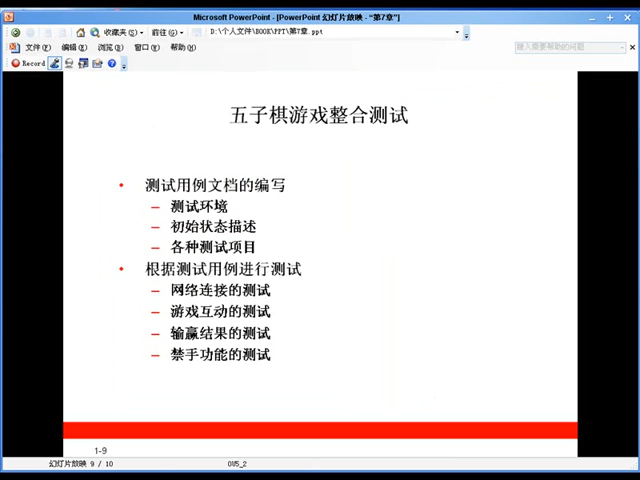 Microsoft PowerPoint - [PowerPoint 幻灯片放映 - “第7章”]
收藏夹(S) 前往(G) D:\个人文件\BOOK\PPT\第7章.ppt
文件(F) 编辑(E) 浏览(B) 窗口(W) 帮助(H) 键入需要帮助的问题
Record
五子棋游戏整合测试
• 测试用例文档的编写
– 测试环境
– 初始状态描述
– 各种测试项目
• 根据测试用例进行测试
– 网络连接的测试
– 游戏互动的测试
– 输赢结果的测试
– 禁手功能的测试
1-9
幻灯片放映 9 / 10 OV5_2